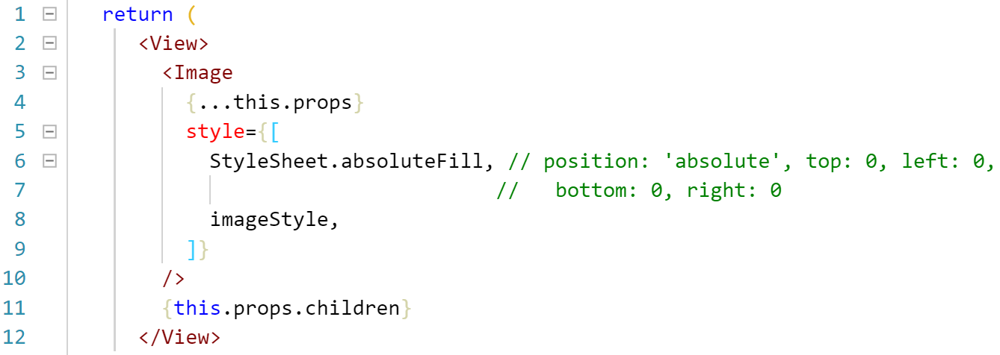 1 return (
2 <View>
3 <Image
4 {...this.props}
5 style={[
6 StyleSheet.absoluteFill, // position: 'absolute', top: 0, left: 0,
7 //   bottom: 0, right: 0
8 imageStyle,
9 ]}
10 />
11 {this.props.children}
12 </View>